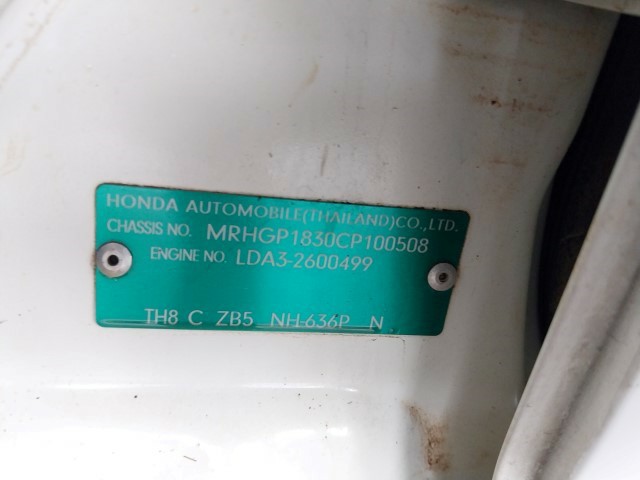 HONDA AUTOMOBILE(THAILAND)CO.,LTD.
CHASSIS NO. MRHGP1830CP100508
ENGINE NO. LDA3-2600499
TH8 C ZB5 NH-636P N